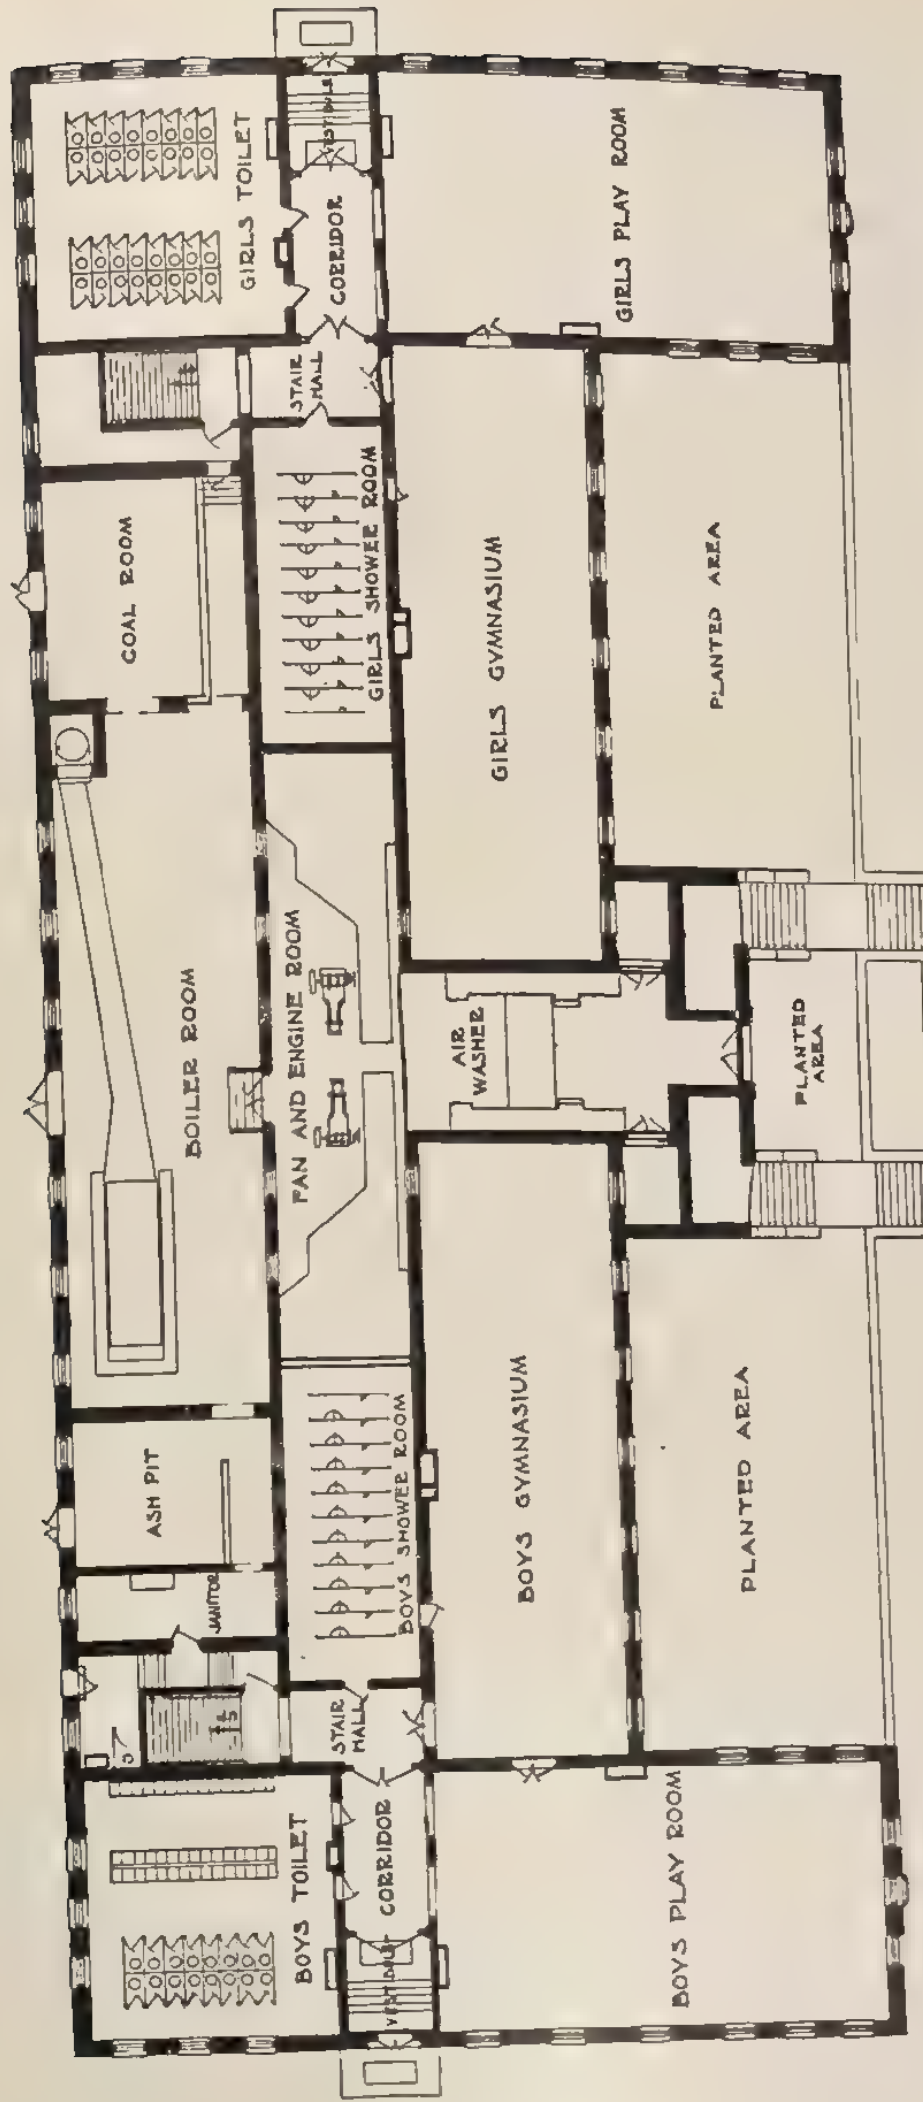 BOYS TOILET
JANITOR
ASH PIT
BOILER ROOM
COAL ROOM
GIRLS TOILET
VESTIBULE
CORRIDOR
STAIR
HALL
BOYS SHOWER ROOM
FAN AND ENGINE ROOM
GIRLS SHOWER ROOM
STAIR
HALL
CORRIDOR
VESTIBULE
BOYS PLAY ROOM
BOYS GYMNASIUM
AIR
WASHER
GIRLS GYMNASIUM
GIRLS PLAY ROOM
PLANTED AREA
PLANTED
AREA
PLANTED AREA